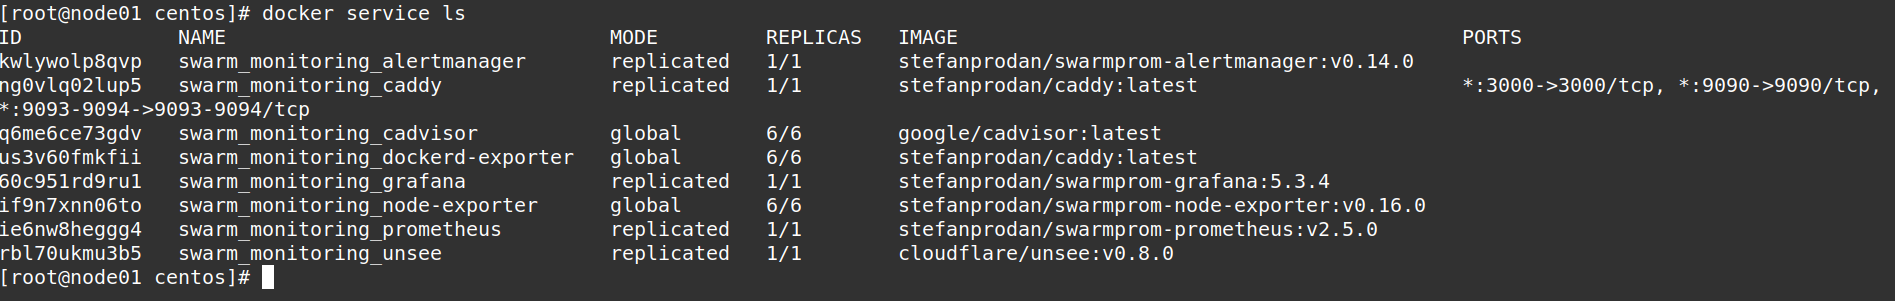 [root@node01 centos]# docker service ls
ID             NAME                                MODE         REPLICAS   IMAGE                                          PORTS
kwlywolp8qvp   swarm_monitoring_alertmanager       replicated   1/1        stefanprodan/swarmprom-alertmanager:v0.14.0
ng0vlq02lup5   swarm_monitoring_caddy              replicated   1/1        stefanprodan/caddy:latest                      *:3000->3000/tcp, *:9090->9090/tcp,
*:9093-9094->9093-9094/tcp
q6me6ce73gdv   swarm_monitoring_cadvisor           global       6/6        google/cadvisor:latest
us3v60fmkfii   swarm_monitoring_dockerd-exporter   global       6/6        stefanprodan/caddy:latest
60c951rd9ru1   swarm_monitoring_grafana            replicated   1/1        stefanprodan/swarmprom-grafana:5.3.4
if9n7xnn06to   swarm_monitoring_node-exporter      global       6/6        stefanprodan/swarmprom-node-exporter:v0.16.0
ie6nw8heggg4   swarm_monitoring_prometheus         replicated   1/1        stefanprodan/swarmprom-prometheus:v2.5.0
rbl70ukmu3b5   swarm_monitoring_unsee              replicated   1/1        cloudflare/unsee:v0.8.0
[root@node01 centos]#